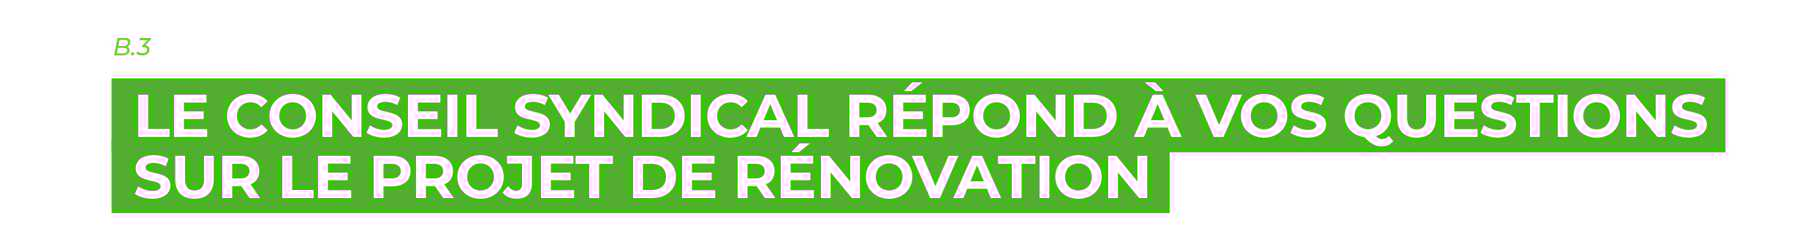 B.3
LE CONSEIL SYNDICAL RÉPOND À VOS QUESTIONS
SUR LE PROJET DE RÉNOVATION